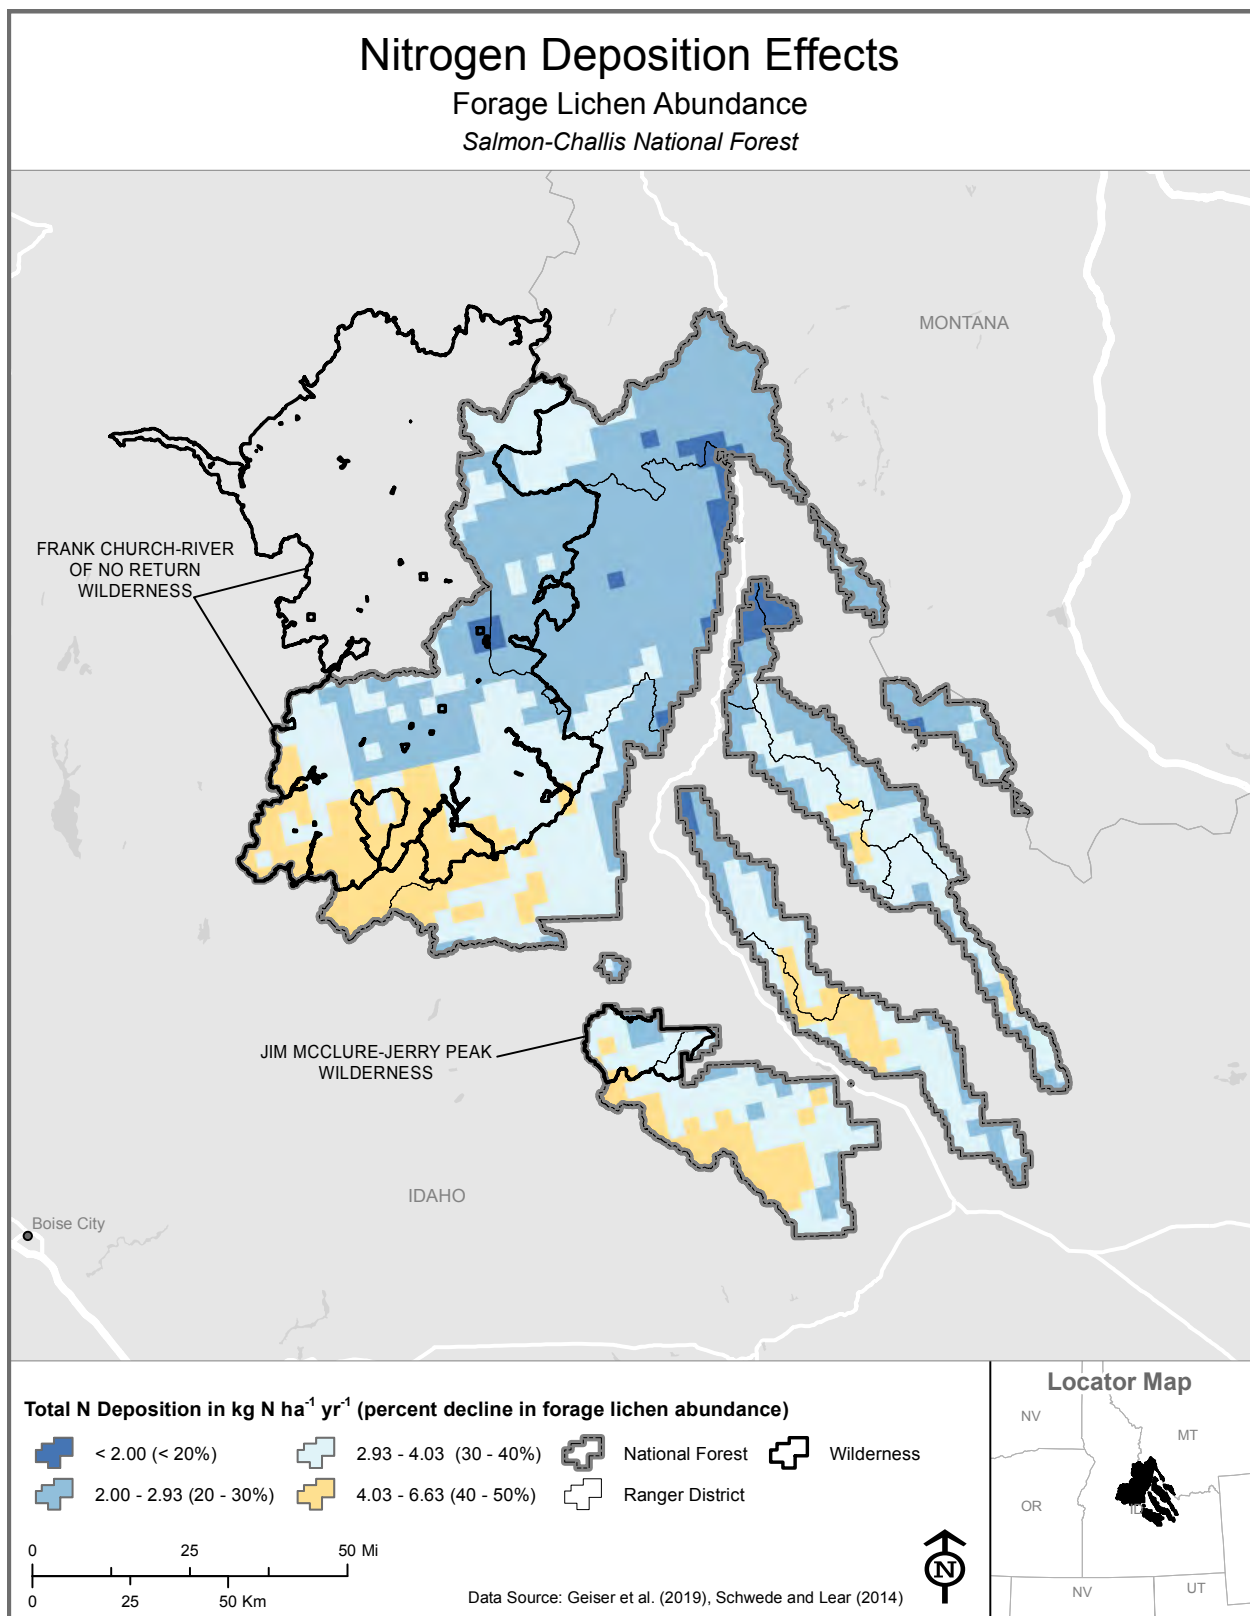 Nitrogen Deposition Effects
Forage Lichen Abundance
Salmon-Challis National Forest
MONTANA
FRANK CHURCH-RIVER
OF NO RETURN
WILDERNESS
JIM MCCLURE-JERRY PEAK
WILDERNESS
IDAHO
Boise City
Total N Deposition in kg N ha-1 yr-1 (percent decline in forage lichen abundance)
< 2.00 (< 20%)
2.93 - 4.03 (30 - 40%)
National Forest
Wilderness
2.00 - 2.93 (20 - 30%)
4.03 - 6.63 (40 - 50%)
Ranger District
0 25 50 Mi
0 25 50 Km
Data Source: Geiser et al. (2019), Schwede and Lear (2014)
N
Locator Map
NV
MT
OR
ID
NV
UT